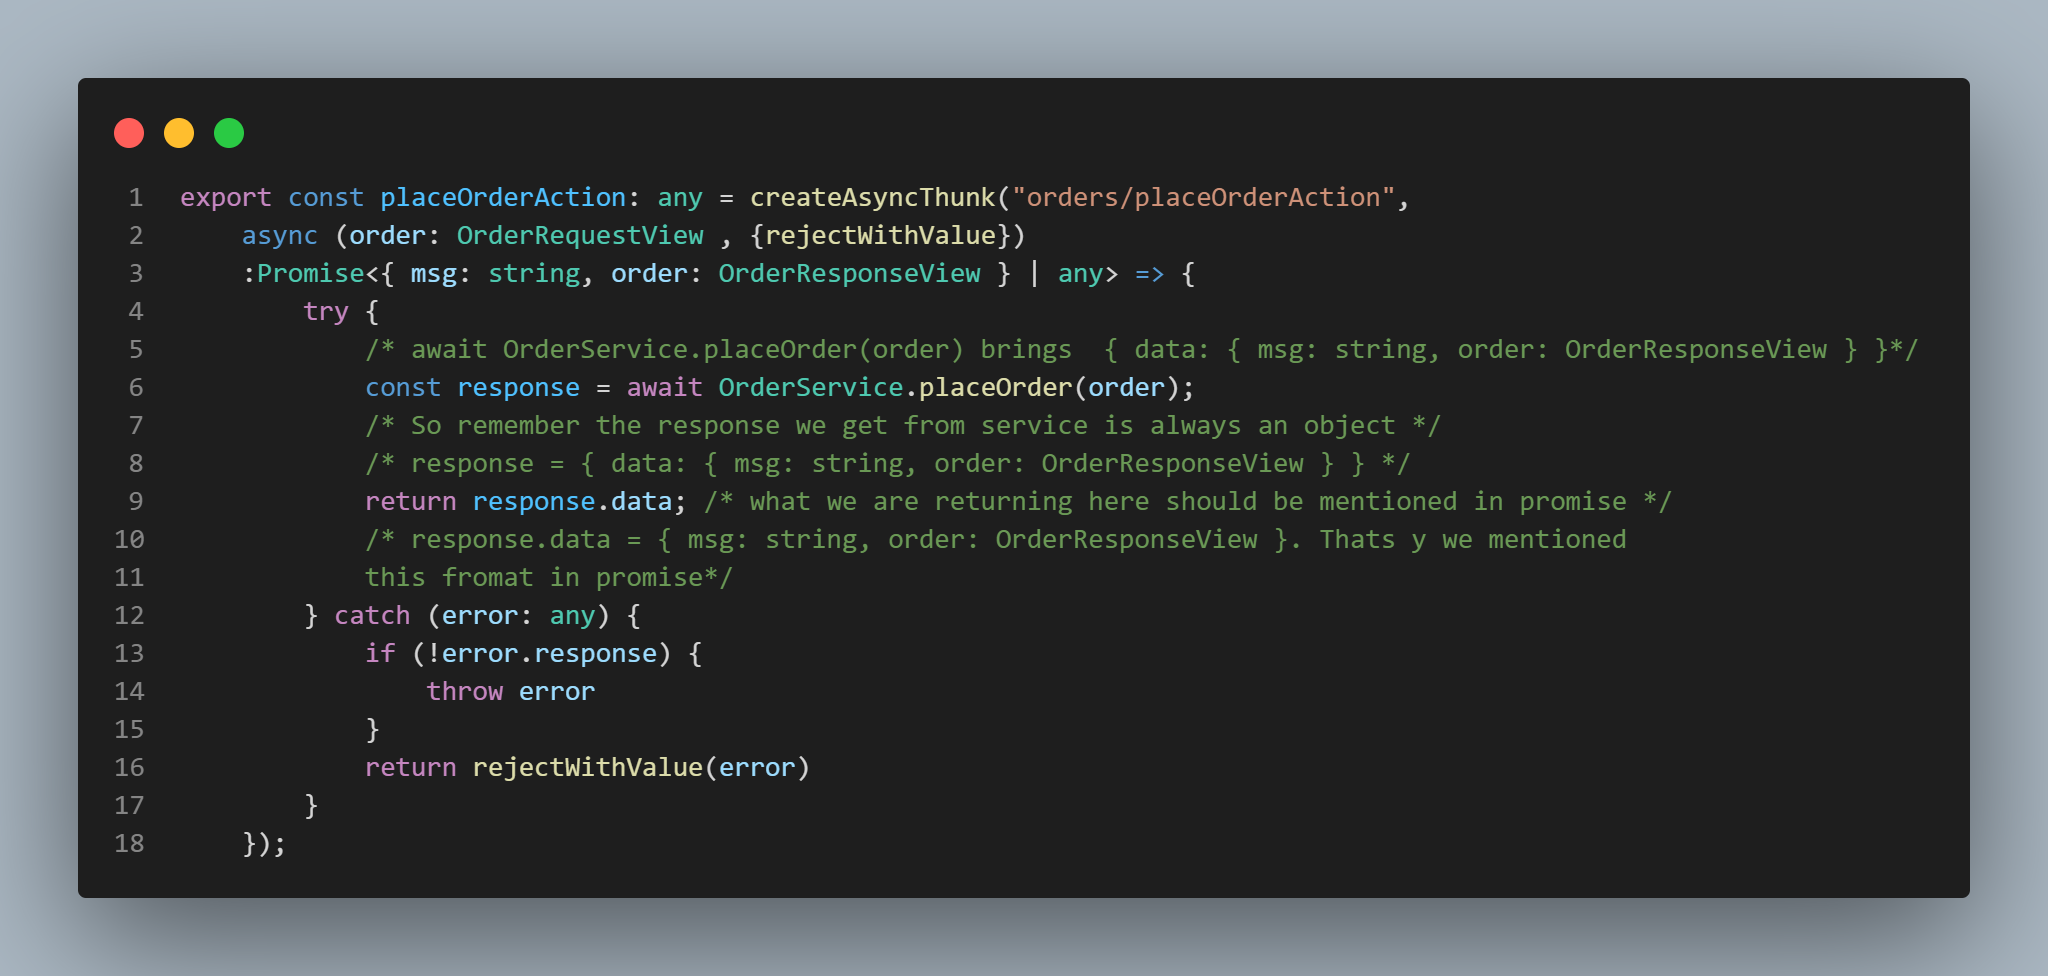 1 export const placeOrderAction: any = createAsyncThunk("orders/placeOrderAction",
2 async (order: OrderRequestView , {rejectWithValue})
3 :Promise<{ msg: string, order: OrderResponseView } | any> => {
4 try {
5 /* await OrderService.placeOrder(order) brings  { data: { msg: string, order: OrderResponseView } }*/
6 const response = await OrderService.placeOrder(order);
7 /* So remember the response we get from service is always an object */
8 /* response = { data: { msg: string, order: OrderResponseView } } */
9 return response.data; /* what we are returning here should be mentioned in promise */
10 /* response.data = { msg: string, order: OrderResponseView }. Thats y we mentioned
11 this fromat in promise*/
12 } catch (error: any) {
13 if (!error.response) {
14 throw error
15 }
16 return rejectWithValue(error)
17 }
18 });